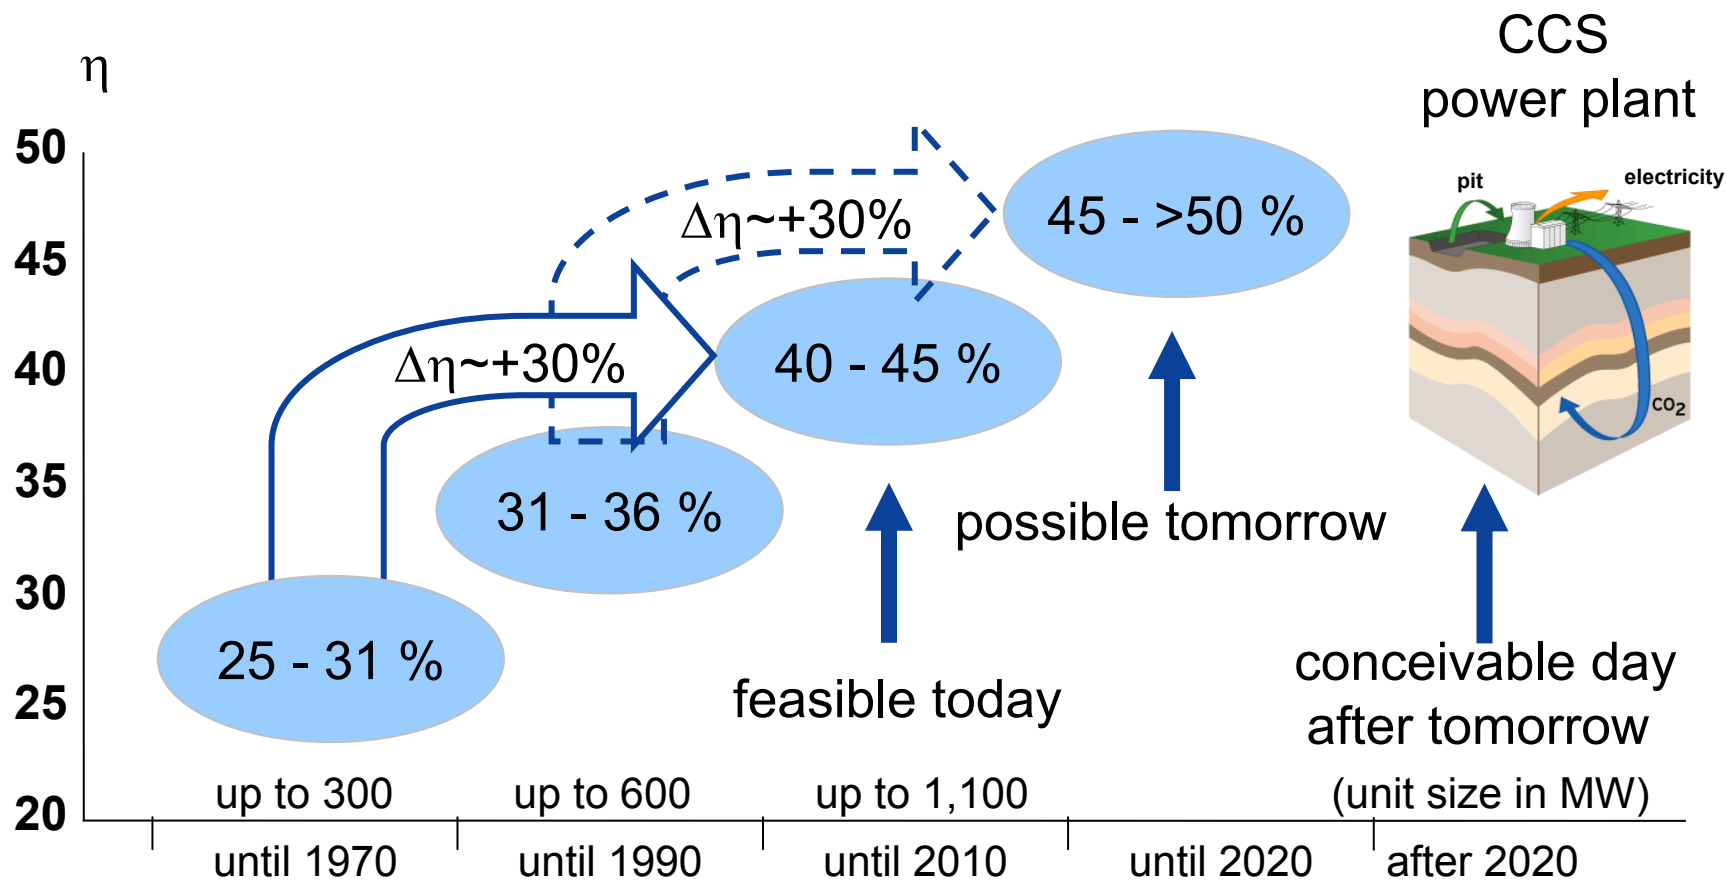 CCS
power plant
η
50
45
40
35
30
25
20
pit
electricity
CO2
Δη~+30%
45 - >50 %
Δη~+30%
40 - 45 %
31 - 36 %
25 - 31 %
possible tomorrow
feasible today
conceivable day
after tomorrow
up to 300
up to 600
up to 1,100
(unit size in MW)
until 1970
until 1990
until 2010
until 2020
after 2020